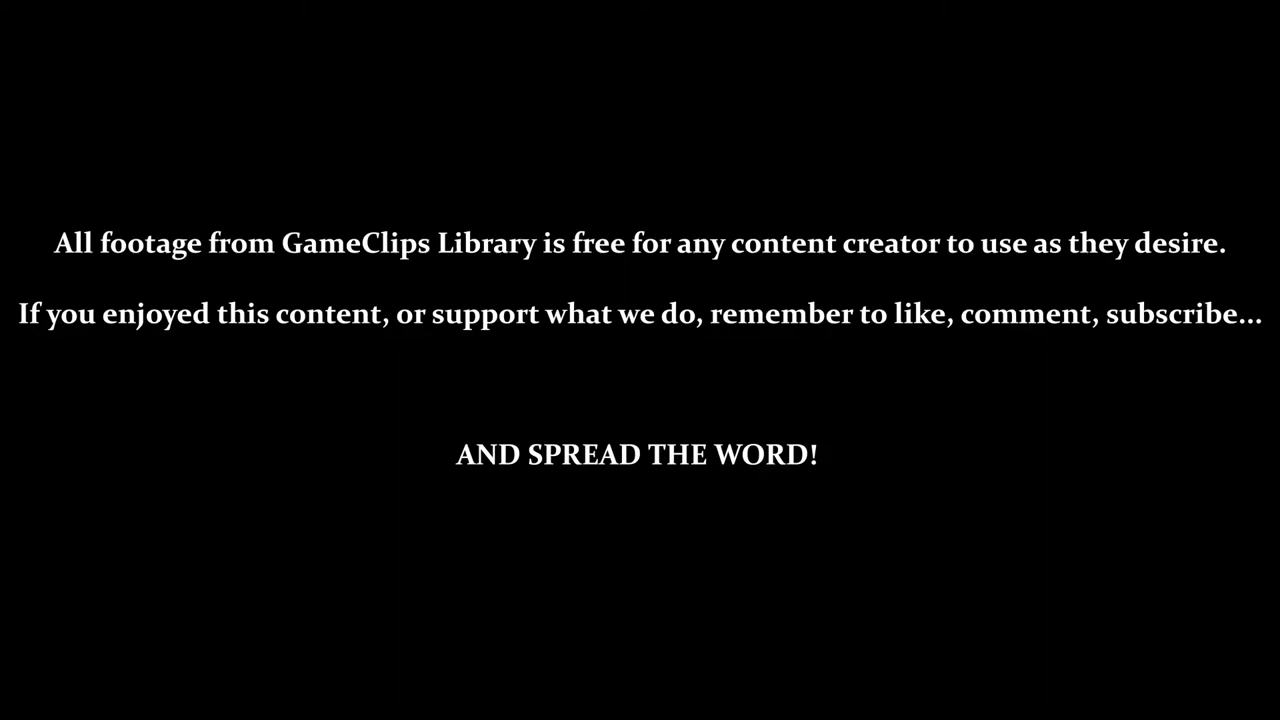 All footage from GameClips Library is free for any content creator to use as they desire.
If you enjoyed this content, or support what we do, remember to like, comment, subscribe...
AND SPREAD THE WORD!